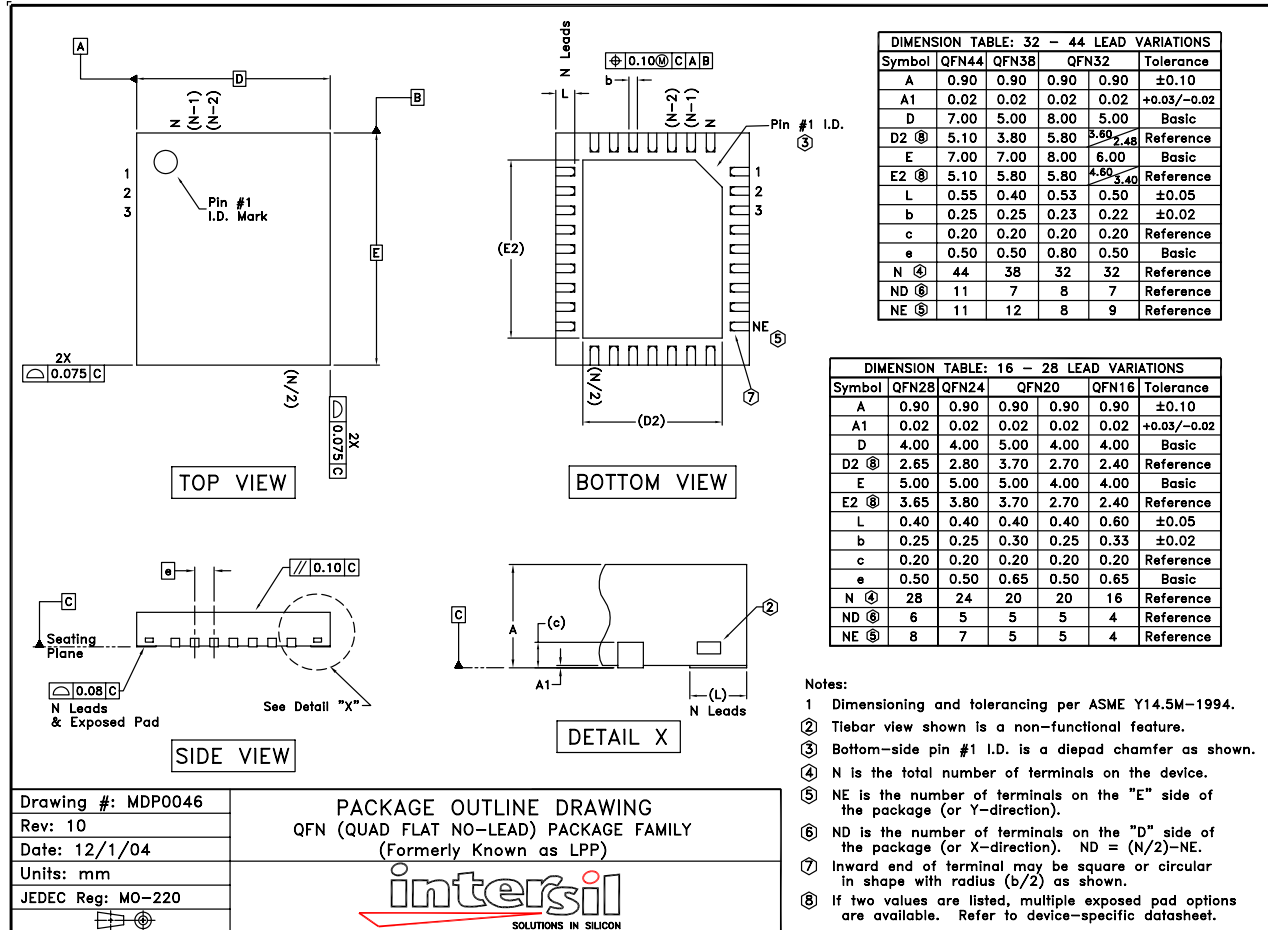 A
D
B
N
(N-1)
(N-2)
1
2
3
Pin #1
I.D. Mark
E
2X
0.075 C
(N/2)
2X
0.075 C
TOP VIEW
N Leads
L
0.10 Ⓜ C A B
b
(N-2)
(N-1)
N
Pin #1 I.D.
3
1
2
3
(E2)
NE
5
(N/2)
7
(D2)
BOTTOM VIEW
e
// 0.10 C
C
Seating
Plane
0.08 C
N Leads
& Exposed Pad
See Detail "X"
SIDE VIEW
C
A
(c)
A1
2
(L)
N Leads
DETAIL X
DIMENSION TABLE: 32 - 44 LEAD VARIATIONS
Symbol QFN44 QFN38 QFN32 Tolerance
A 0.90 0.90 0.90 0.90 ±0.10
A1 0.02 0.02 0.02 0.02 +0.03/-0.02
D 7.00 5.00 8.00 5.00 Basic
D2 ⑧ 5.10 3.80 5.80 3.60/2.48 Reference
E 7.00 7.00 8.00 6.00 Basic
E2 ⑧ 5.10 5.80 5.80 4.60/3.40 Reference
L 0.55 0.40 0.53 0.50 ±0.05
b 0.25 0.25 0.23 0.22 ±0.02
c 0.20 0.20 0.20 0.20 Reference
e 0.50 0.50 0.80 0.50 Basic
N ④ 44 38 32 32 Reference
ND ⑥ 11 7 8 7 Reference
NE ⑤ 11 12 8 9 Reference
DIMENSION TABLE: 16 - 28 LEAD VARIATIONS
Symbol QFN28 QFN24 QFN20 QFN16 Tolerance
A 0.90 0.90 0.90 0.90 0.90 ±0.10
A1 0.02 0.02 0.02 0.02 0.02 +0.03/-0.02
D 4.00 4.00 5.00 4.00 4.00 Basic
D2 ⑧ 2.65 2.80 3.70 2.70 2.40 Reference
E 5.00 5.00 5.00 4.00 4.00 Basic
E2 ⑧ 3.65 3.80 3.70 2.70 2.40 Reference
L 0.40 0.40 0.40 0.40 0.60 ±0.05
b 0.25 0.25 0.30 0.25 0.33 ±0.02
c 0.20 0.20 0.20 0.20 0.20 Reference
e 0.50 0.50 0.65 0.50 0.65 Basic
N ④ 28 24 20 20 16 Reference
ND ⑥ 6 5 5 5 4 Reference
NE ⑤ 8 7 5 5 4 Reference
Notes:
1 Dimensioning and tolerancing per ASME Y14.5M-1994.
② Tiebar view shown is a non-functional feature.
③ Bottom-side pin #1 I.D. is a diepad chamfer as shown.
④ N is the total number of terminals on the device.
⑤ NE is the number of terminals on the "E" side of
the package (or Y-direction).
⑥ ND is the number of terminals on the "D" side of
the package (or X-direction). ND = (N/2)-NE.
⑦ Inward end of terminal may be square or circular
in shape with radius (b/2) as shown.
⑧ If two values are listed, multiple exposed pad options
are available. Refer to device-specific datasheet.
Drawing #: MDP0046
Rev: 10
Date: 12/1/04
Units: mm
JEDEC Reg: MO-220
PACKAGE OUTLINE DRAWING
QFN (QUAD FLAT NO-LEAD) PACKAGE FAMILY
(Formerly Known as LPP)
intersil
SOLUTIONS IN SILICON